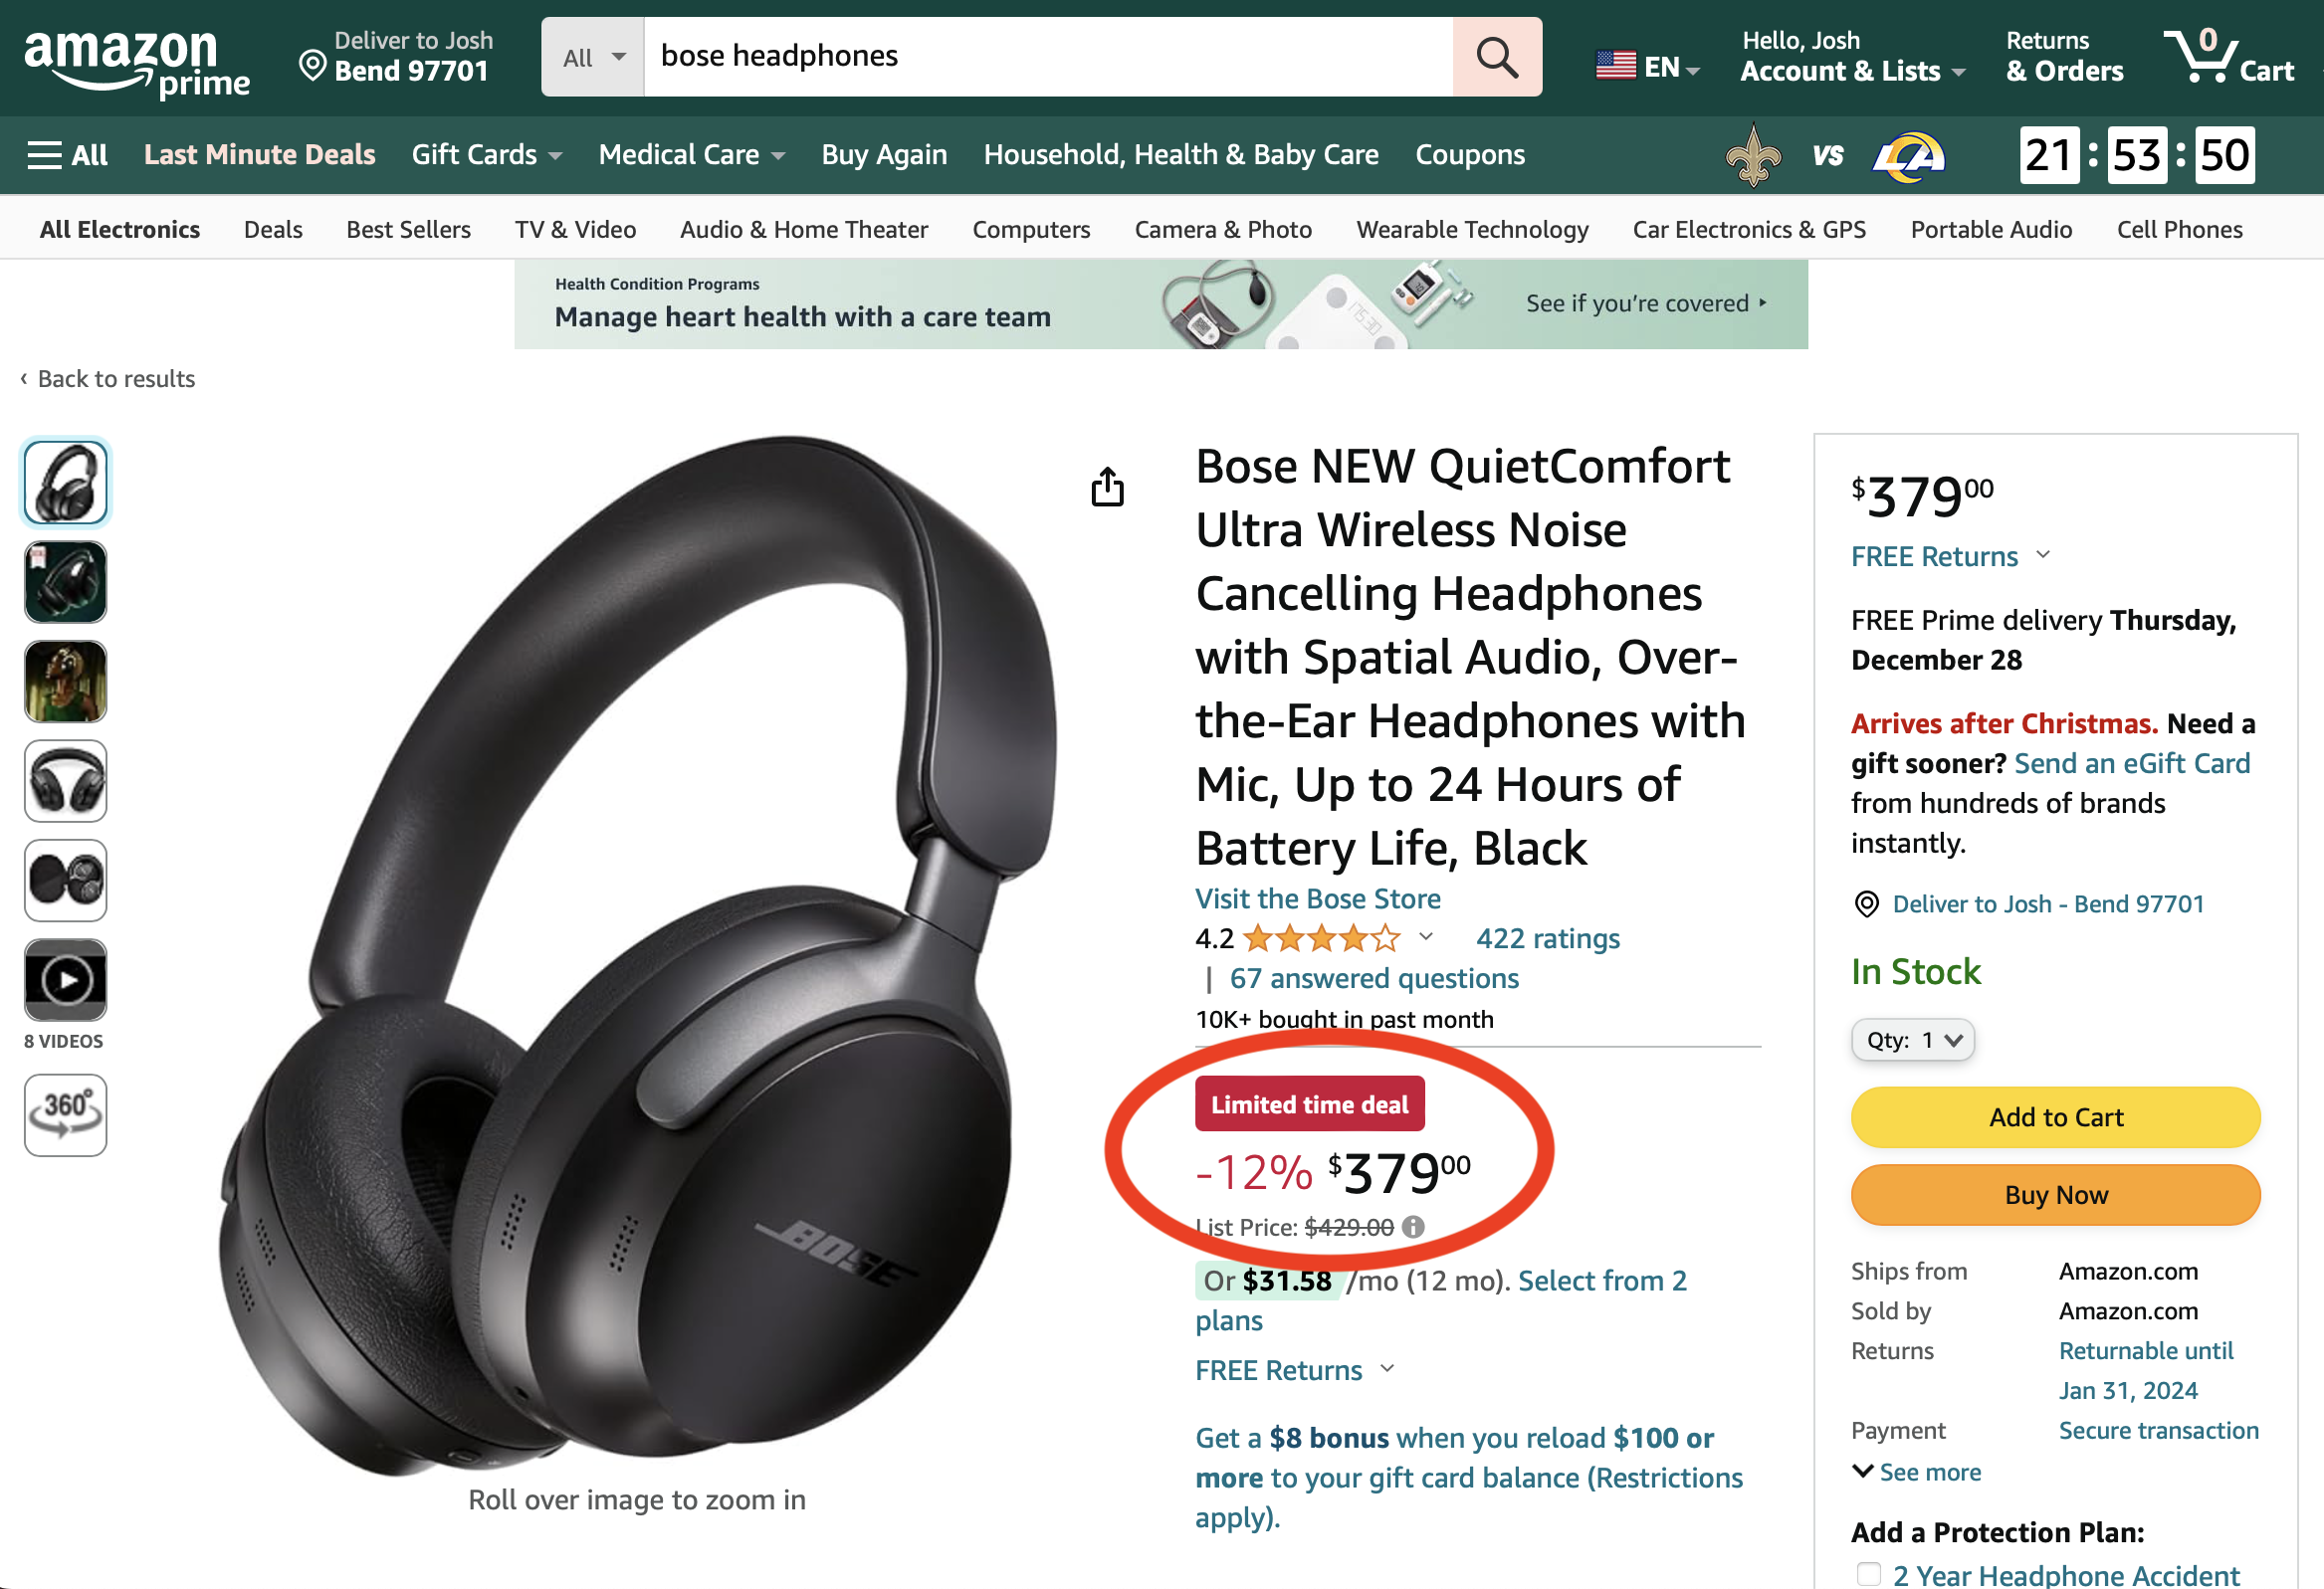 amazon prime
Deliver to Josh
Bend 97701
All
bose headphones
EN
Hello, Josh
Account & Lists
Returns
& Orders
0
Cart
All
Last Minute Deals
Gift Cards
Medical Care
Buy Again
Household, Health & Baby Care
Coupons
VS
LA
21 : 53 : 50
All Electronics
Deals
Best Sellers
TV & Video
Audio & Home Theater
Computers
Camera & Photo
Wearable Technology
Car Electronics & GPS
Portable Audio
Cell Phones
Health Condition Programs
Manage heart health with a care team
See if you're covered ‣
‹ Back to results
8 VIDEOS
360°
BOSE
Roll over image to zoom in
Bose NEW QuietComfort
Ultra Wireless Noise
Cancelling Headphones
with Spatial Audio, Over-
the-Ear Headphones with
Mic, Up to 24 Hours of
Battery Life, Black
Visit the Bose Store
4.2
422 ratings
| 67 answered questions
10K+ bought in past month
Limited time deal
-12% $37900
List Price: $429.00
Or $31.58 /mo (12 mo). Select from 2
plans
FREE Returns
Get a $8 bonus when you reload $100 or
more to your gift card balance (Restrictions
apply).
$37900
FREE Returns
FREE Prime delivery Thursday,
December 28
Arrives after Christmas. Need a
gift sooner? Send an eGift Card
from hundreds of brands
instantly.
Deliver to Josh - Bend 97701
In Stock
Qty: 1
Add to Cart
Buy Now
Ships from Amazon.com
Sold by Amazon.com
Returns Returnable until
Jan 31, 2024
Payment Secure transaction
See more
Add a Protection Plan:
2 Year Headphone Accident